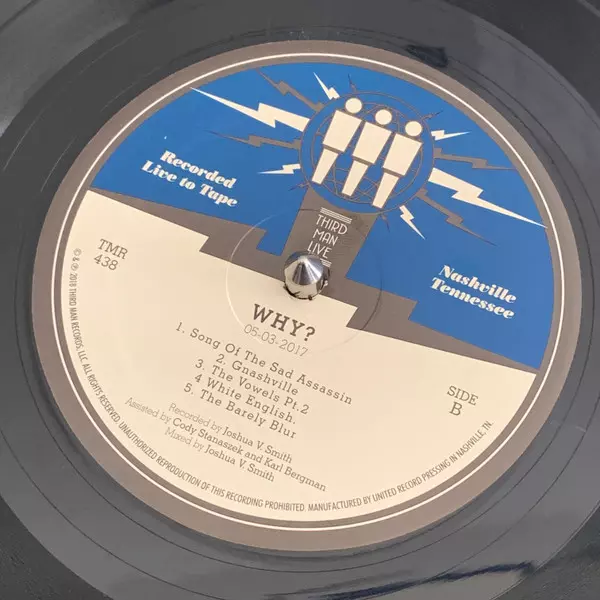 Recorded
Live to Tape
THIRD
MAN
LIVE
Nashville
Tennessee
TMR
438
WHY?
05-03-2017
1. Song Of The Sad Assassin
2. Gnashville
3. The Vowels Pt.2
4 White English,
5. The Barely Blur
SIDE
B
Recorded by Joshua V. Smith
Assisted by Cody Stanaszek and Karl Bergman
Mixed by Joshua V. Smith
© & ℗ 2018 THIRD MAN RECORDS, LLC. ALL RIGHTS RESERVED. UNAUTHORIZED REPRODUCTION OF THIS RECORDING PROHIBITED. MANUFACTURED BY UNITED RECORD PRESSING IN NASHVILLE, TN.